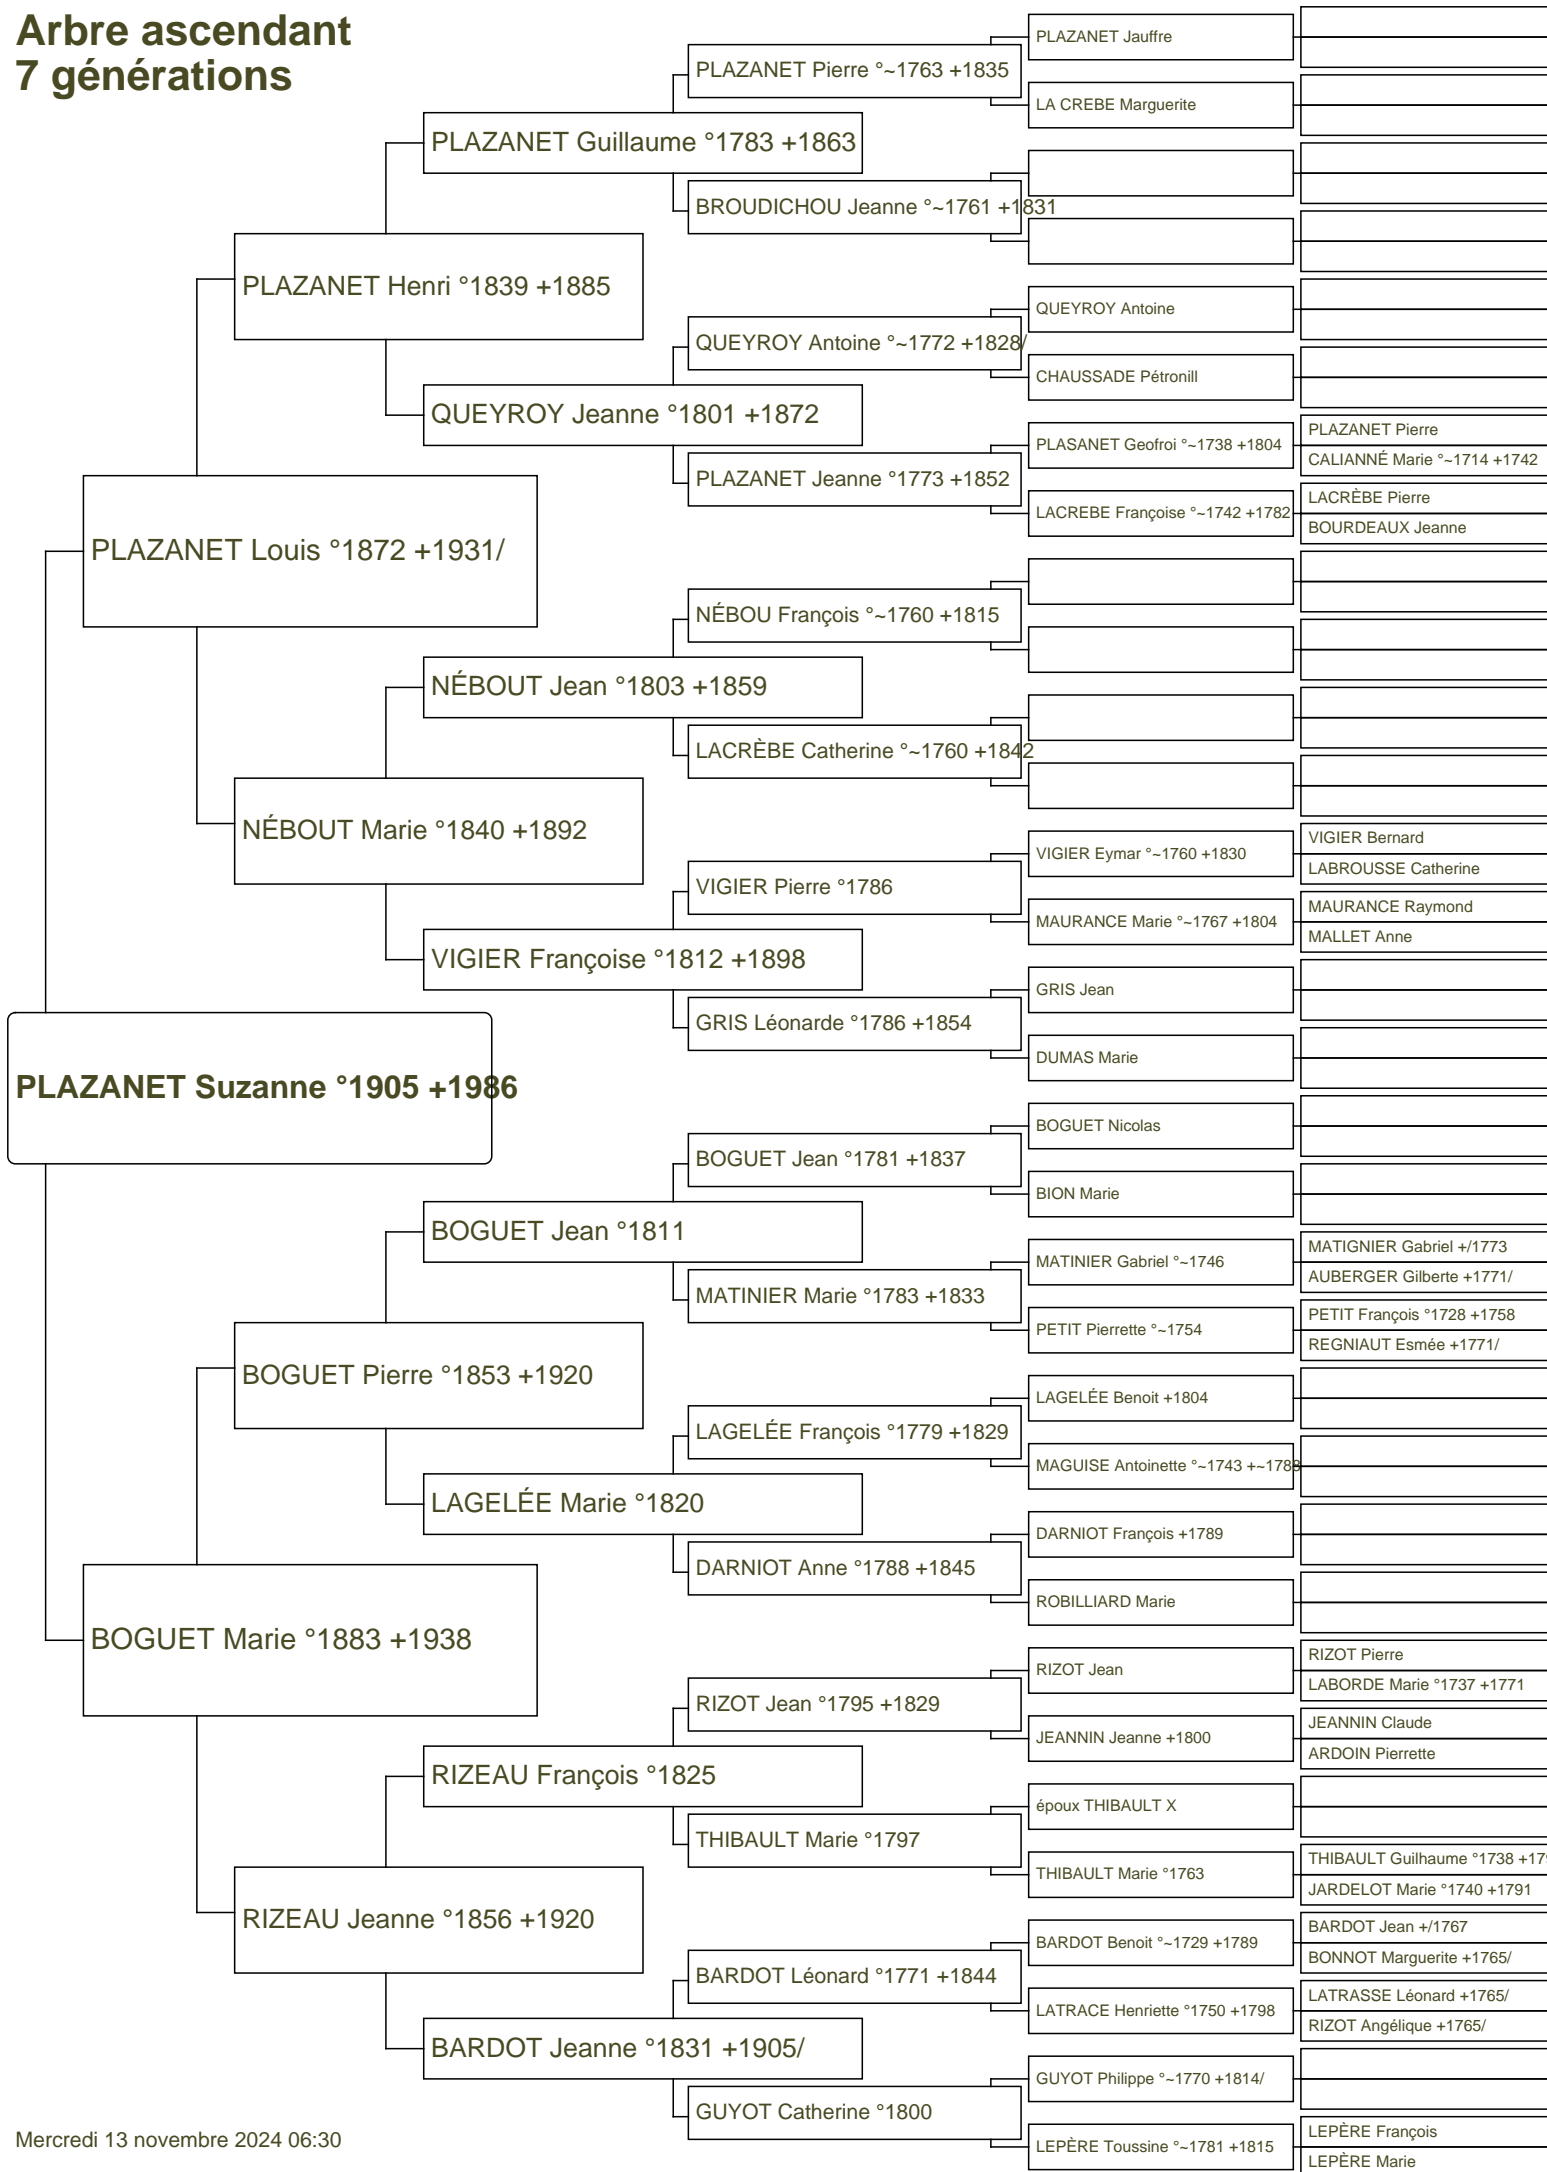 Arbre ascendant
7 générations
PLAZANET Suzanne °1905 +1986
PLAZANET Louis °1872 +1931/
BOGUET Marie °1883 +1938
PLAZANET Henri °1839 +1885
NÉBOUT Marie °1840 +1892
BOGUET Pierre °1853 +1920
RIZEAU Jeanne °1856 +1920
PLAZANET Guillaume °1783 +1863
QUEYROY Jeanne °1801 +1872
NÉBOUT Jean °1803 +1859
VIGIER Françoise °1812 +1898
BOGUET Jean °1811
LAGELÉE Marie °1820
RIZEAU François °1825
BARDOT Jeanne °1831 +1905/
PLAZANET Pierre °~1763 +1835
BROUDICHOU Jeanne °~1761 +1831
QUEYROY Antoine °~1772 +1828/
PLAZANET Jeanne °1773 +1852
NÉBOU François °~1760 +1815
LACRÈBE Catherine °~1760 +1842
VIGIER Pierre °1786
GRIS Léonarde °1786 +1854
BOGUET Jean °1781 +1837
MATINIER Marie °1783 +1833
LAGELÉE François °1779 +1829
DARNIOT Anne °1788 +1845
RIZOT Jean °1795 +1829
THIBAULT Marie °1797
BARDOT Léonard °1771 +1844
GUYOT Catherine °1800
PLAZANET Jauffre
LA CREBE Marguerite
QUEYROY Antoine
CHAUSSADE Pétronill
PLASANET Geofroi °~1738 +1804
LACREBE Françoise °~1742 +1782
VIGIER Eymar °~1760 +1830
MAURANCE Marie °~1767 +1804
GRIS Jean
DUMAS Marie
BOGUET Nicolas
BION Marie
MATINIER Gabriel °~1746
PETIT Pierrette °~1754
LAGELÉE Benoit +1804
MAGUISE Antoinette °~1743 +~1788
DARNIOT François +1789
ROBILLIARD Marie
RIZOT Jean
JEANNIN Jeanne +1800
époux THIBAULT X
THIBAULT Marie °1763
BARDOT Benoit °~1729 +1789
LATRACE Henriette °1750 +1798
GUYOT Philippe °~1770 +1814/
LEPÈRE Toussine °~1781 +1815
PLAZANET Pierre
CALIANNÉ Marie °~1714 +1742
LACRÈBE Pierre
BOURDEAUX Jeanne
VIGIER Bernard
LABROUSSE Catherine
MAURANCE Raymond
MALLET Anne
MATIGNIER Gabriel +/1773
AUBERGER Gilberte +1771/
PETIT François °1728 +1758
REGNIAUT Esmée +1771/
RIZOT Pierre
LABORDE Marie °1737 +1771
JEANNIN Claude
ARDOIN Pierrette
THIBAULT Guilhaume °1738
JARDELOT Marie °1740 +1791
BARDOT Jean +/1767
BONNOT Marguerite +1765/
LATRASSE Léonard +1765/
RIZOT Angélique +1765/
LEPÈRE François
LEPÈRE Marie
Mercredi 13 novembre 2024 06:30